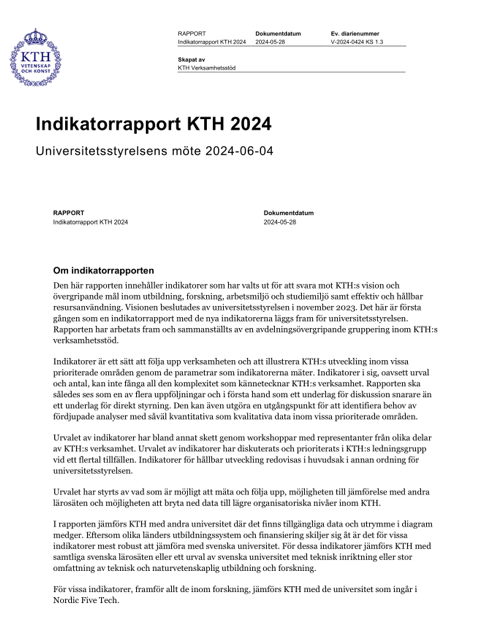 KTH
VETENSKAP
OCH KONST
RAPPORT Dokumentdatum Ev. diarienummer
Indikatorrapport KTH 2024 2024-05-28 V-2024-0424 KS 1.3
Skapat av
KTH Verksamhetsstöd
Indikatorrapport KTH 2024
Universitetsstyrelsens möte 2024-06-04
RAPPORT Dokumentdatum
Indikatorrapport KTH 2024 2024-05-28
Om indikatorrapporten
Den här rapporten innehåller indikatorer som har valts ut för att svara mot KTH:s vision och
övergripande mål inom utbildning, forskning, arbetsmiljö och studiemiljö samt effektiv och hållbar
resursanvändning. Visionen beslutades av universitetsstyrelsen i november 2023. Det här är första
gången som en indikatorrapport med de nya indikatorerna läggs fram för universitetsstyrelsen.
Rapporten har arbetats fram och sammanställts av en avdelningsövergripande gruppering inom KTH:s
verksamhetsstöd.
Indikatorer är ett sätt att följa upp verksamheten och att illustrera KTH:s utveckling inom vissa
prioriterade områden genom de parametrar som indikatorerna mäter. Indikatorer i sig, oavsett urval
och antal, kan inte fånga all den komplexitet som kännetecknar KTH:s verksamhet. Rapporten ska
således ses som en av flera uppföljningar och i första hand som ett underlag för diskussion snarare än
ett underlag för direkt styrning. Den kan även utgöra en utgångspunkt för att identifiera behov av
fördjupade analyser med såväl kvantitativa som kvalitativa data inom vissa prioriterade områden.
Urvalet av indikatorer har bland annat skett genom workshoppar med representanter från olika delar
av KTH:s verksamhet. Urvalet av indikatorer har diskuterats och prioriterats i KTH:s ledningsgrupp
vid ett flertal tillfällen. Indikatorer för hållbar utveckling redovisas i huvudsak i annan ordning för
universitetsstyrelsen.
Urvalet har styrts av vad som är möjligt att mäta och följa upp, möjligheten till jämförelse med andra
lärosäten och möjligheten att bryta ned data till lägre organisatoriska nivåer inom KTH.
I rapporten jämförs KTH med andra universitet där det finns tillgängliga data och utrymme i diagram
medger. Eftersom olika länders utbildningssystem och finansiering skiljer sig åt är det för vissa
indikatorer mest robust att jämföra med svenska universitet. För dessa indikatorer jämförs KTH med
samtliga svenska lärosäten eller ett urval av svenska universitet med teknisk inriktning eller stor
omfattning av teknisk och naturvetenskaplig utbildning och forskning.
För vissa indikatorer, framför allt de inom forskning, jämförs KTH med de universitet som ingår i
Nordic Five Tech.